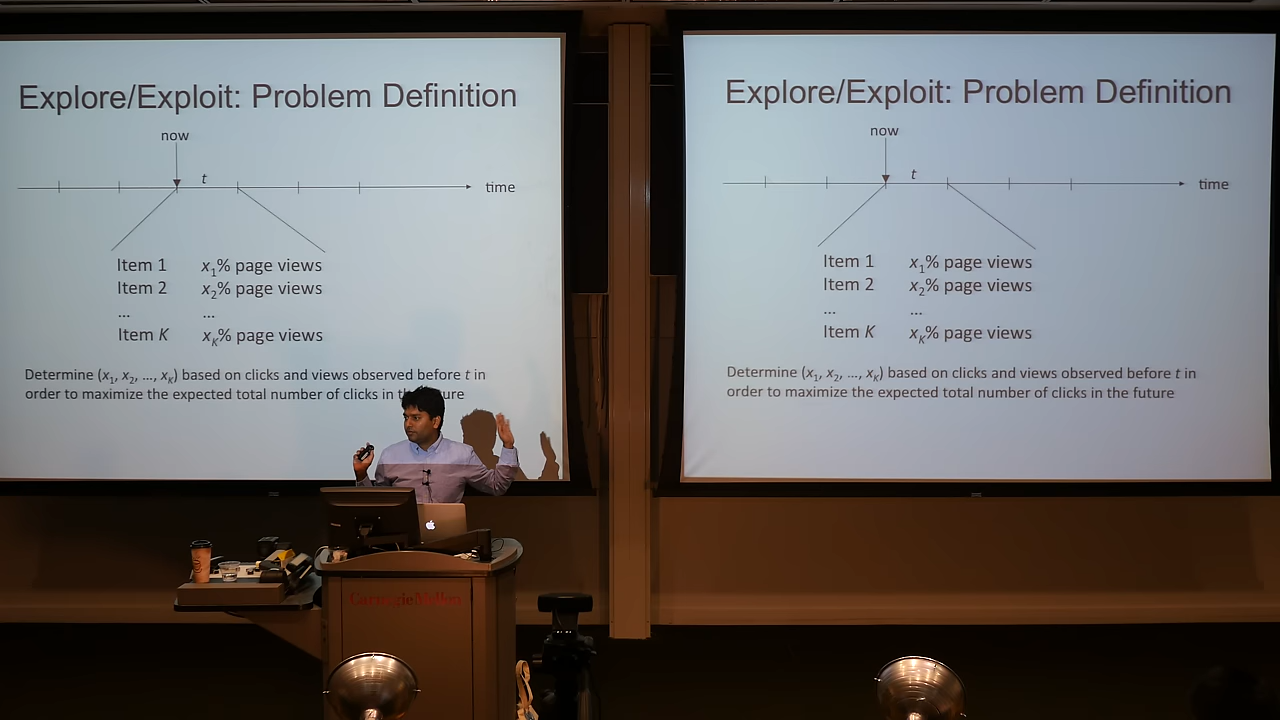 Explore/Exploit: Problem Definition
now
t
time
Item 1 x1% page views
Item 2 x2% page views
... ...
Item K xK% page views
Determine (x1, x2, ..., xK) based on clicks and views observed before t in
order to maximize the expected total number of clicks in the future
Explore/Exploit: Problem Definition
now
t
time
Item 1 x1% page views
Item 2 x2% page views
... ...
Item K xK% page views
Determine (x1, x2, ..., xK) based on clicks and views observed before t in
order to maximize the expected total number of clicks in the future
Carnegie Mellon